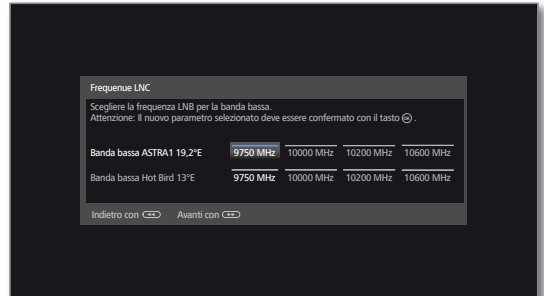 Frequenue LNC
Scegliere la frequenza LNB per la banda bassa.
Attenzione: Il nuovo parametro selezionato deve essere confermato con il tasto OK .
Banda bassa ASTRA1 19,2°E 9750 MHz 10000 MHz 10200 MHz 10600 MHz
Banda bassa Hot Bird 13°E 9750 MHz 10000 MHz 10200 MHz 10600 MHz
Indietro con Avanti con